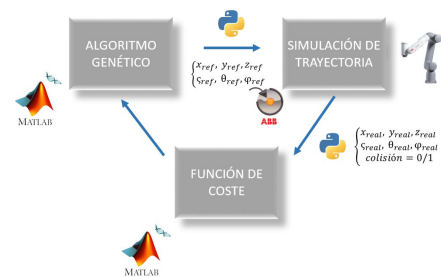 ALGORITMO
GENÉTICO
SIMULACIÓN DE
TRAYECTORIA
x_ref, y_ref, z_ref
ς_ref, θ_ref, φ_ref
ABB
MATLAB
x_real, y_real, z_real
ς_real, θ_real, φ_real
colisión = 0/1
FUNCIÓN DE
COSTE
MATLAB